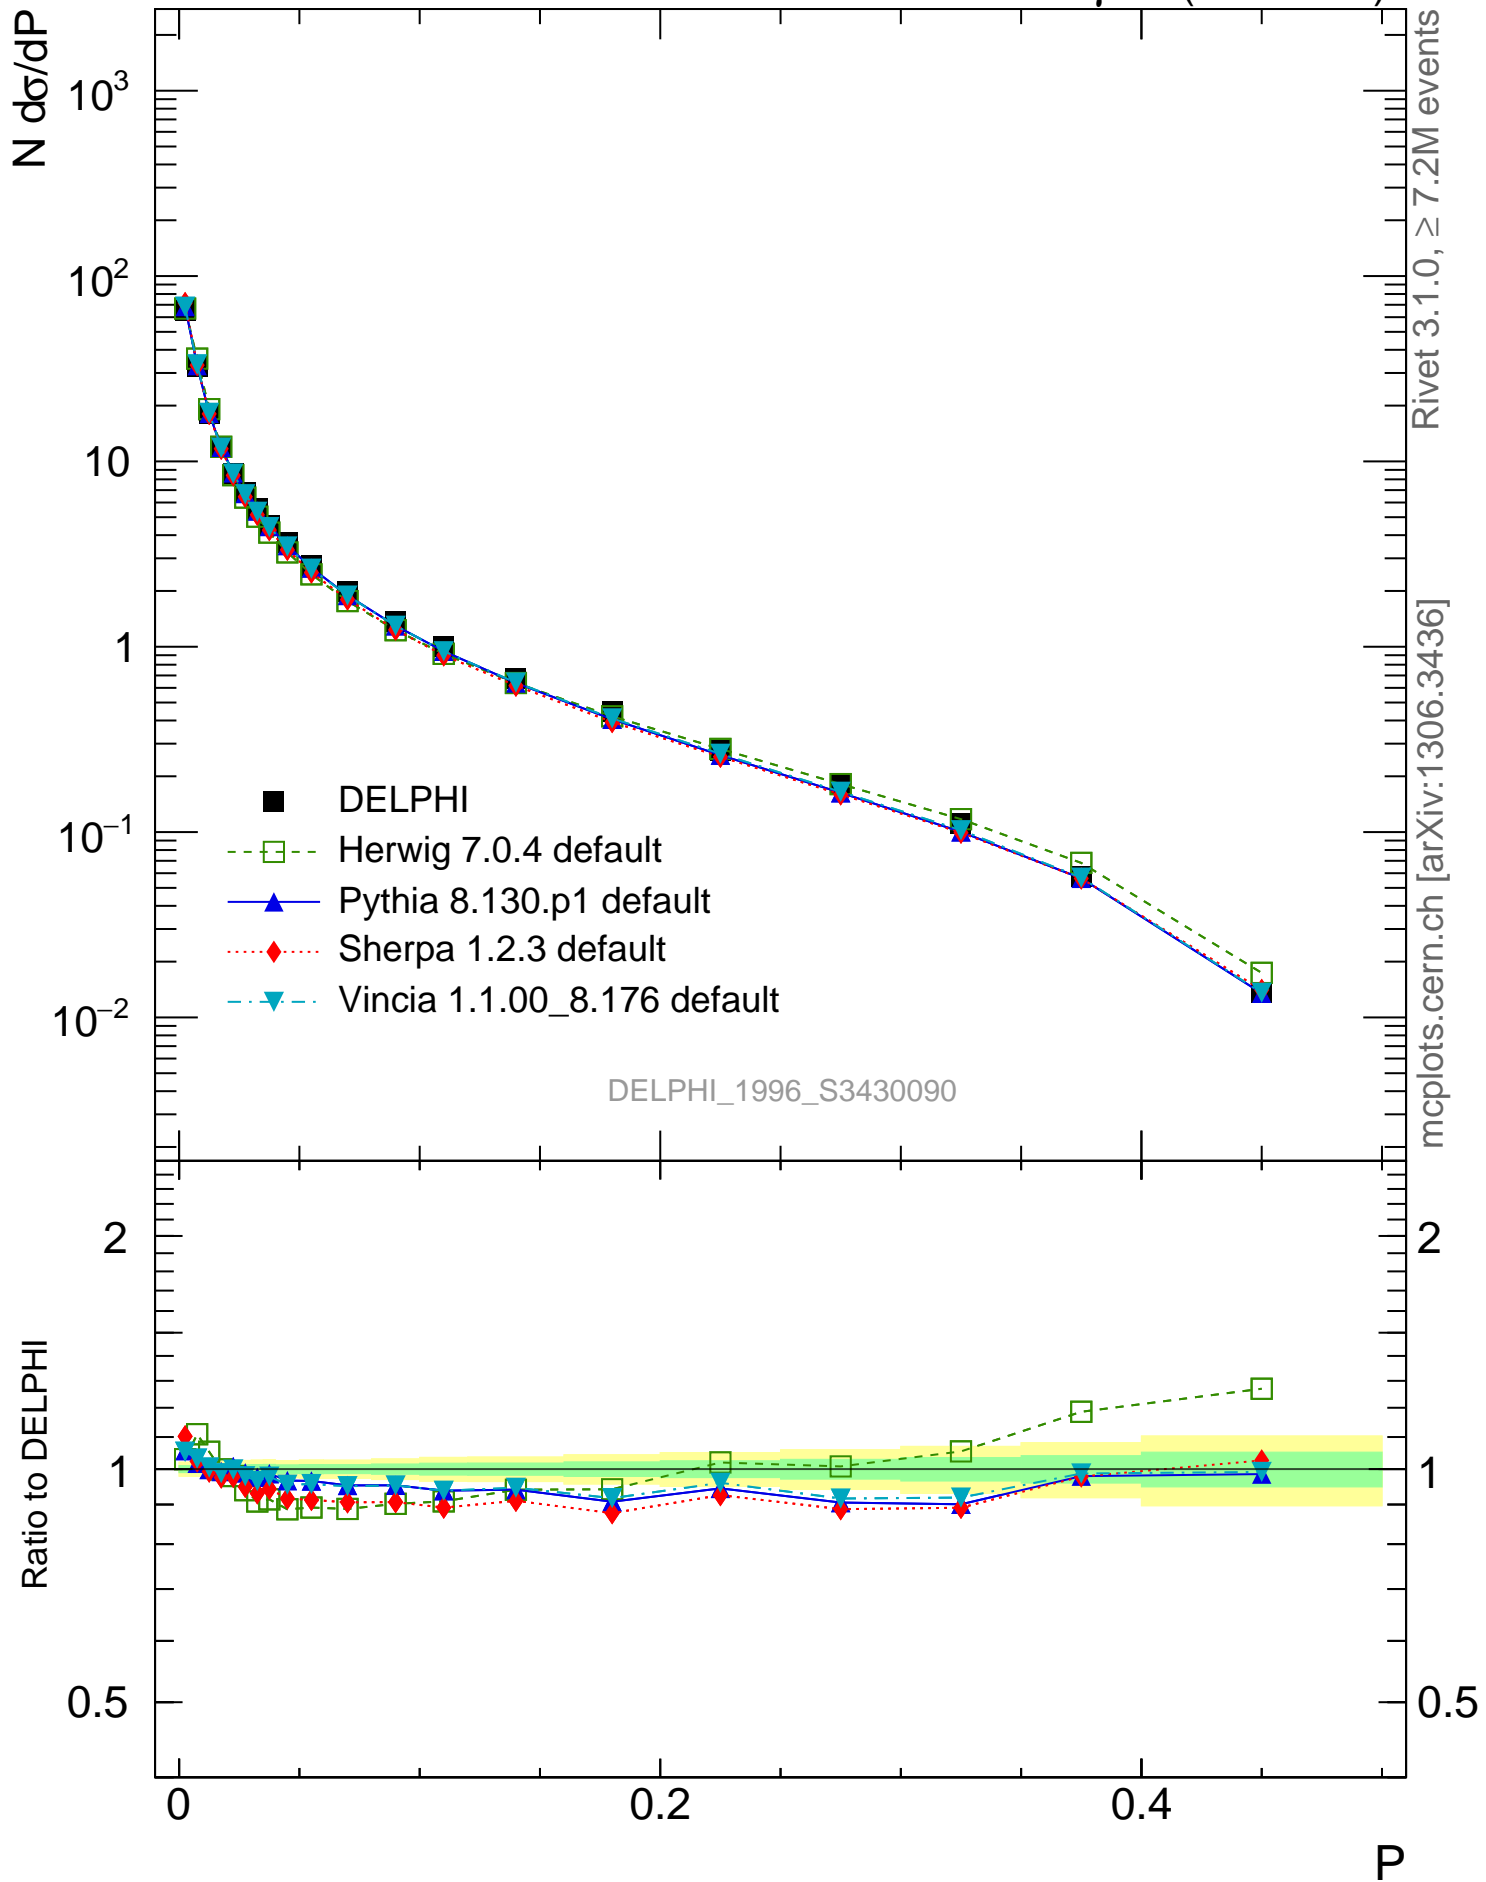 N dσ/dP
10³
10²
10
1
10⁻¹
10⁻²
DELPHI
Herwig 7.0.4 default
Pythia 8.130.p1 default
Sherpa 1.2.3 default
Vincia 1.1.00_8.176 default
DELPHI_1996_S3430090
Rivet 3.1.0, ≥ 7.2M events
mcplots.cern.ch [arXiv:1306.3436]
Ratio to DELPHI
2
1
0.5
2
1
0.5
0
0.2
0.4
P